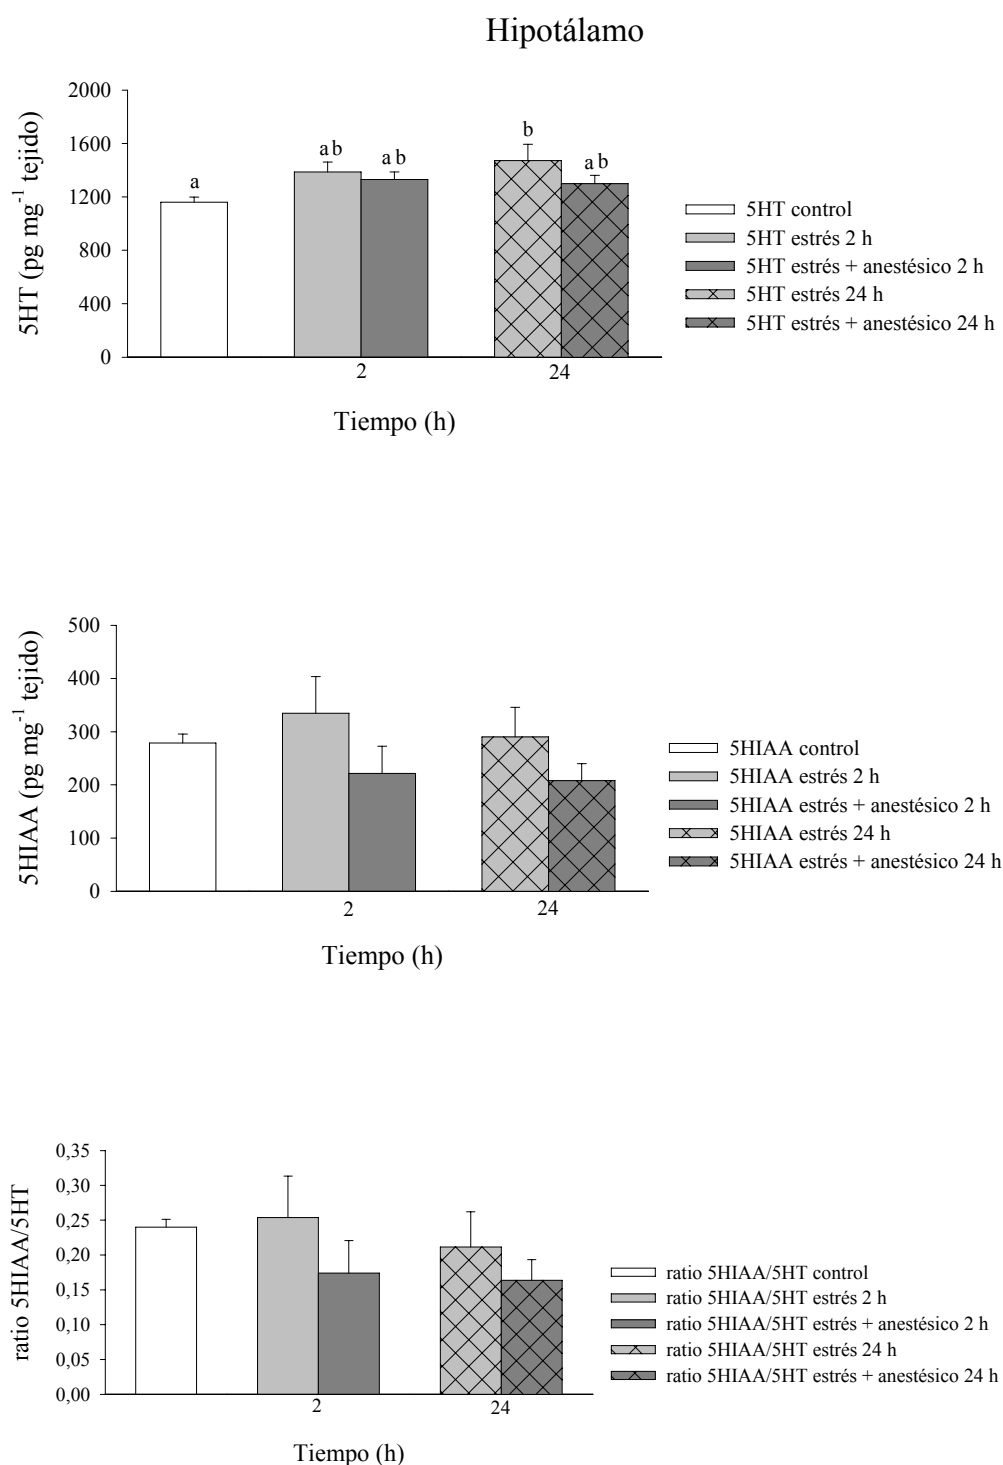 Hipotálamo
5HT (pg mg⁻¹ tejido)
2000
1600
1200
800
400
0
a
a b
a b
b
a b
2
24
Tiempo (h)
5HT control
5HT estrés 2 h
5HT estrés + anestésico 2 h
5HT estrés 24 h
5HT estrés + anestésico 24 h
5HIAA (pg mg⁻¹ tejido)
500
400
300
200
100
0
2
24
Tiempo (h)
5HIAA control
5HIAA estrés 2 h
5HIAA estrés + anestésico 2 h
5HIAA estrés 24 h
5HIAA estrés + anestésico 24 h
ratio 5HIAA/5HT
0,35
0,30
0,25
0,20
0,15
0,10
0,05
0,00
2
24
Tiempo (h)
ratio 5HIAA/5HT control
ratio 5HIAA/5HT estrés 2 h
ratio 5HIAA/5HT estrés + anestésico 2 h
ratio 5HIAA/5HT estrés 24 h
ratio 5HIAA/5HT estrés + anestésico 24 h